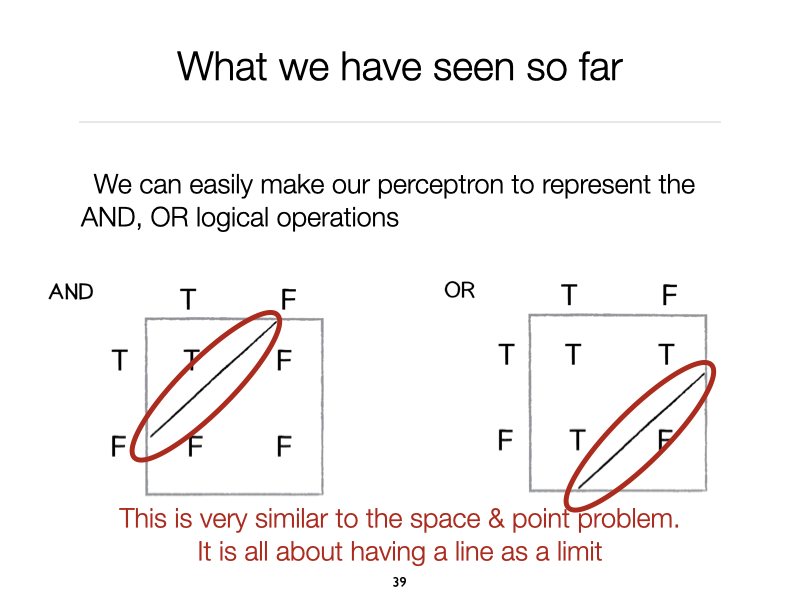 What we have seen so far
We can easily make our perceptron to represent the
AND, OR logical operations
AND
T F
T T F
F F F
OR
T F
T T T
F T F
This is very similar to the space & point problem.
It is all about having a line as a limit
39